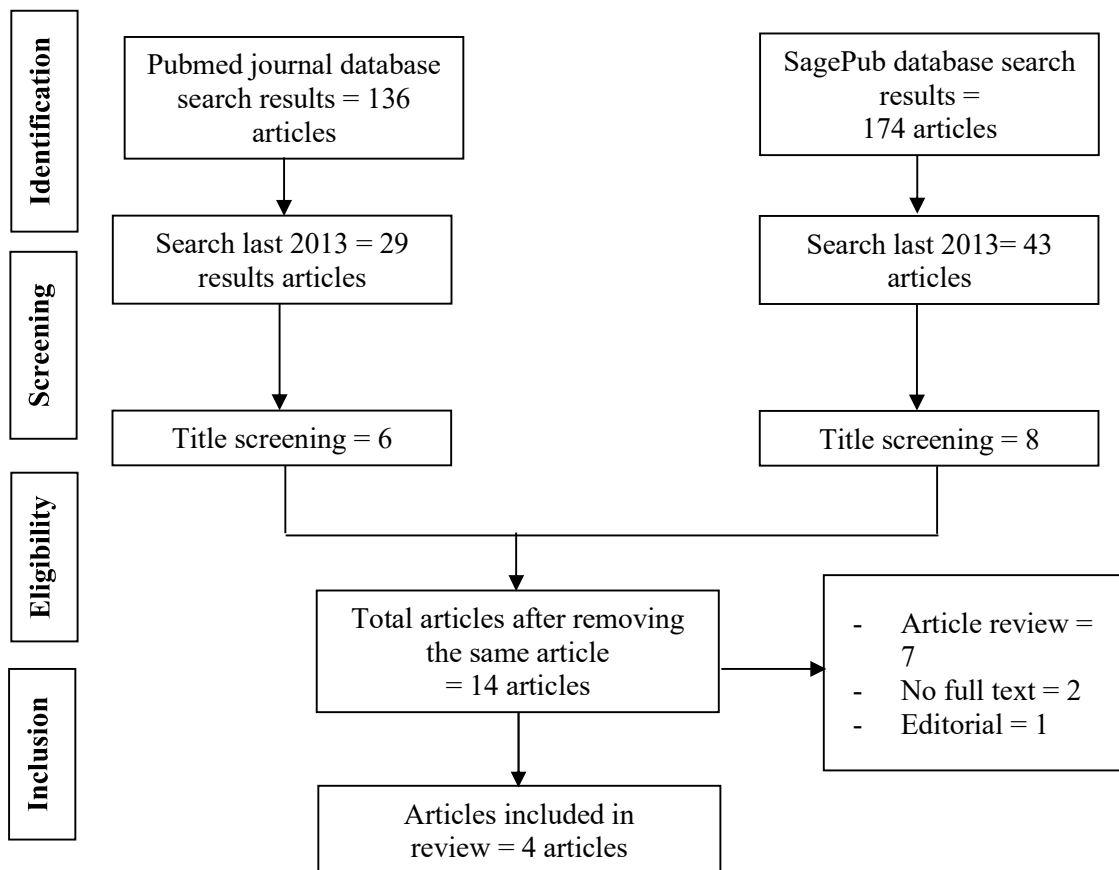 Identification
Pubmed journal database
search results = 136
articles
SagePub database search
results =
174 articles
Search last 2013 = 29
results articles
Search last 2013= 43
articles
Screening
Title screening = 6
Title screening = 8
Eligibility
Total articles after removing
the same article
= 14 articles
- Article review =
7
- No full text = 2
- Editorial = 1
Inclusion
Articles included in
review = 4 articles